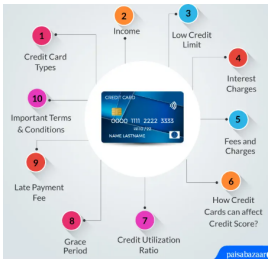 1
Credit Card
Types
2
Income
3
Low Credit
Limit
4
Interest
Charges
5
Fees and
Charges
6
How Credit
Cards can affect
Credit Score?
7
Credit Utilization
Ratio
8
Grace
Period
9
Late Payment
Fee
10
Important Terms
& Conditions
CREDIT CARD
0000 1111 2222 3333
NAME LASTNAME
paisabazaar